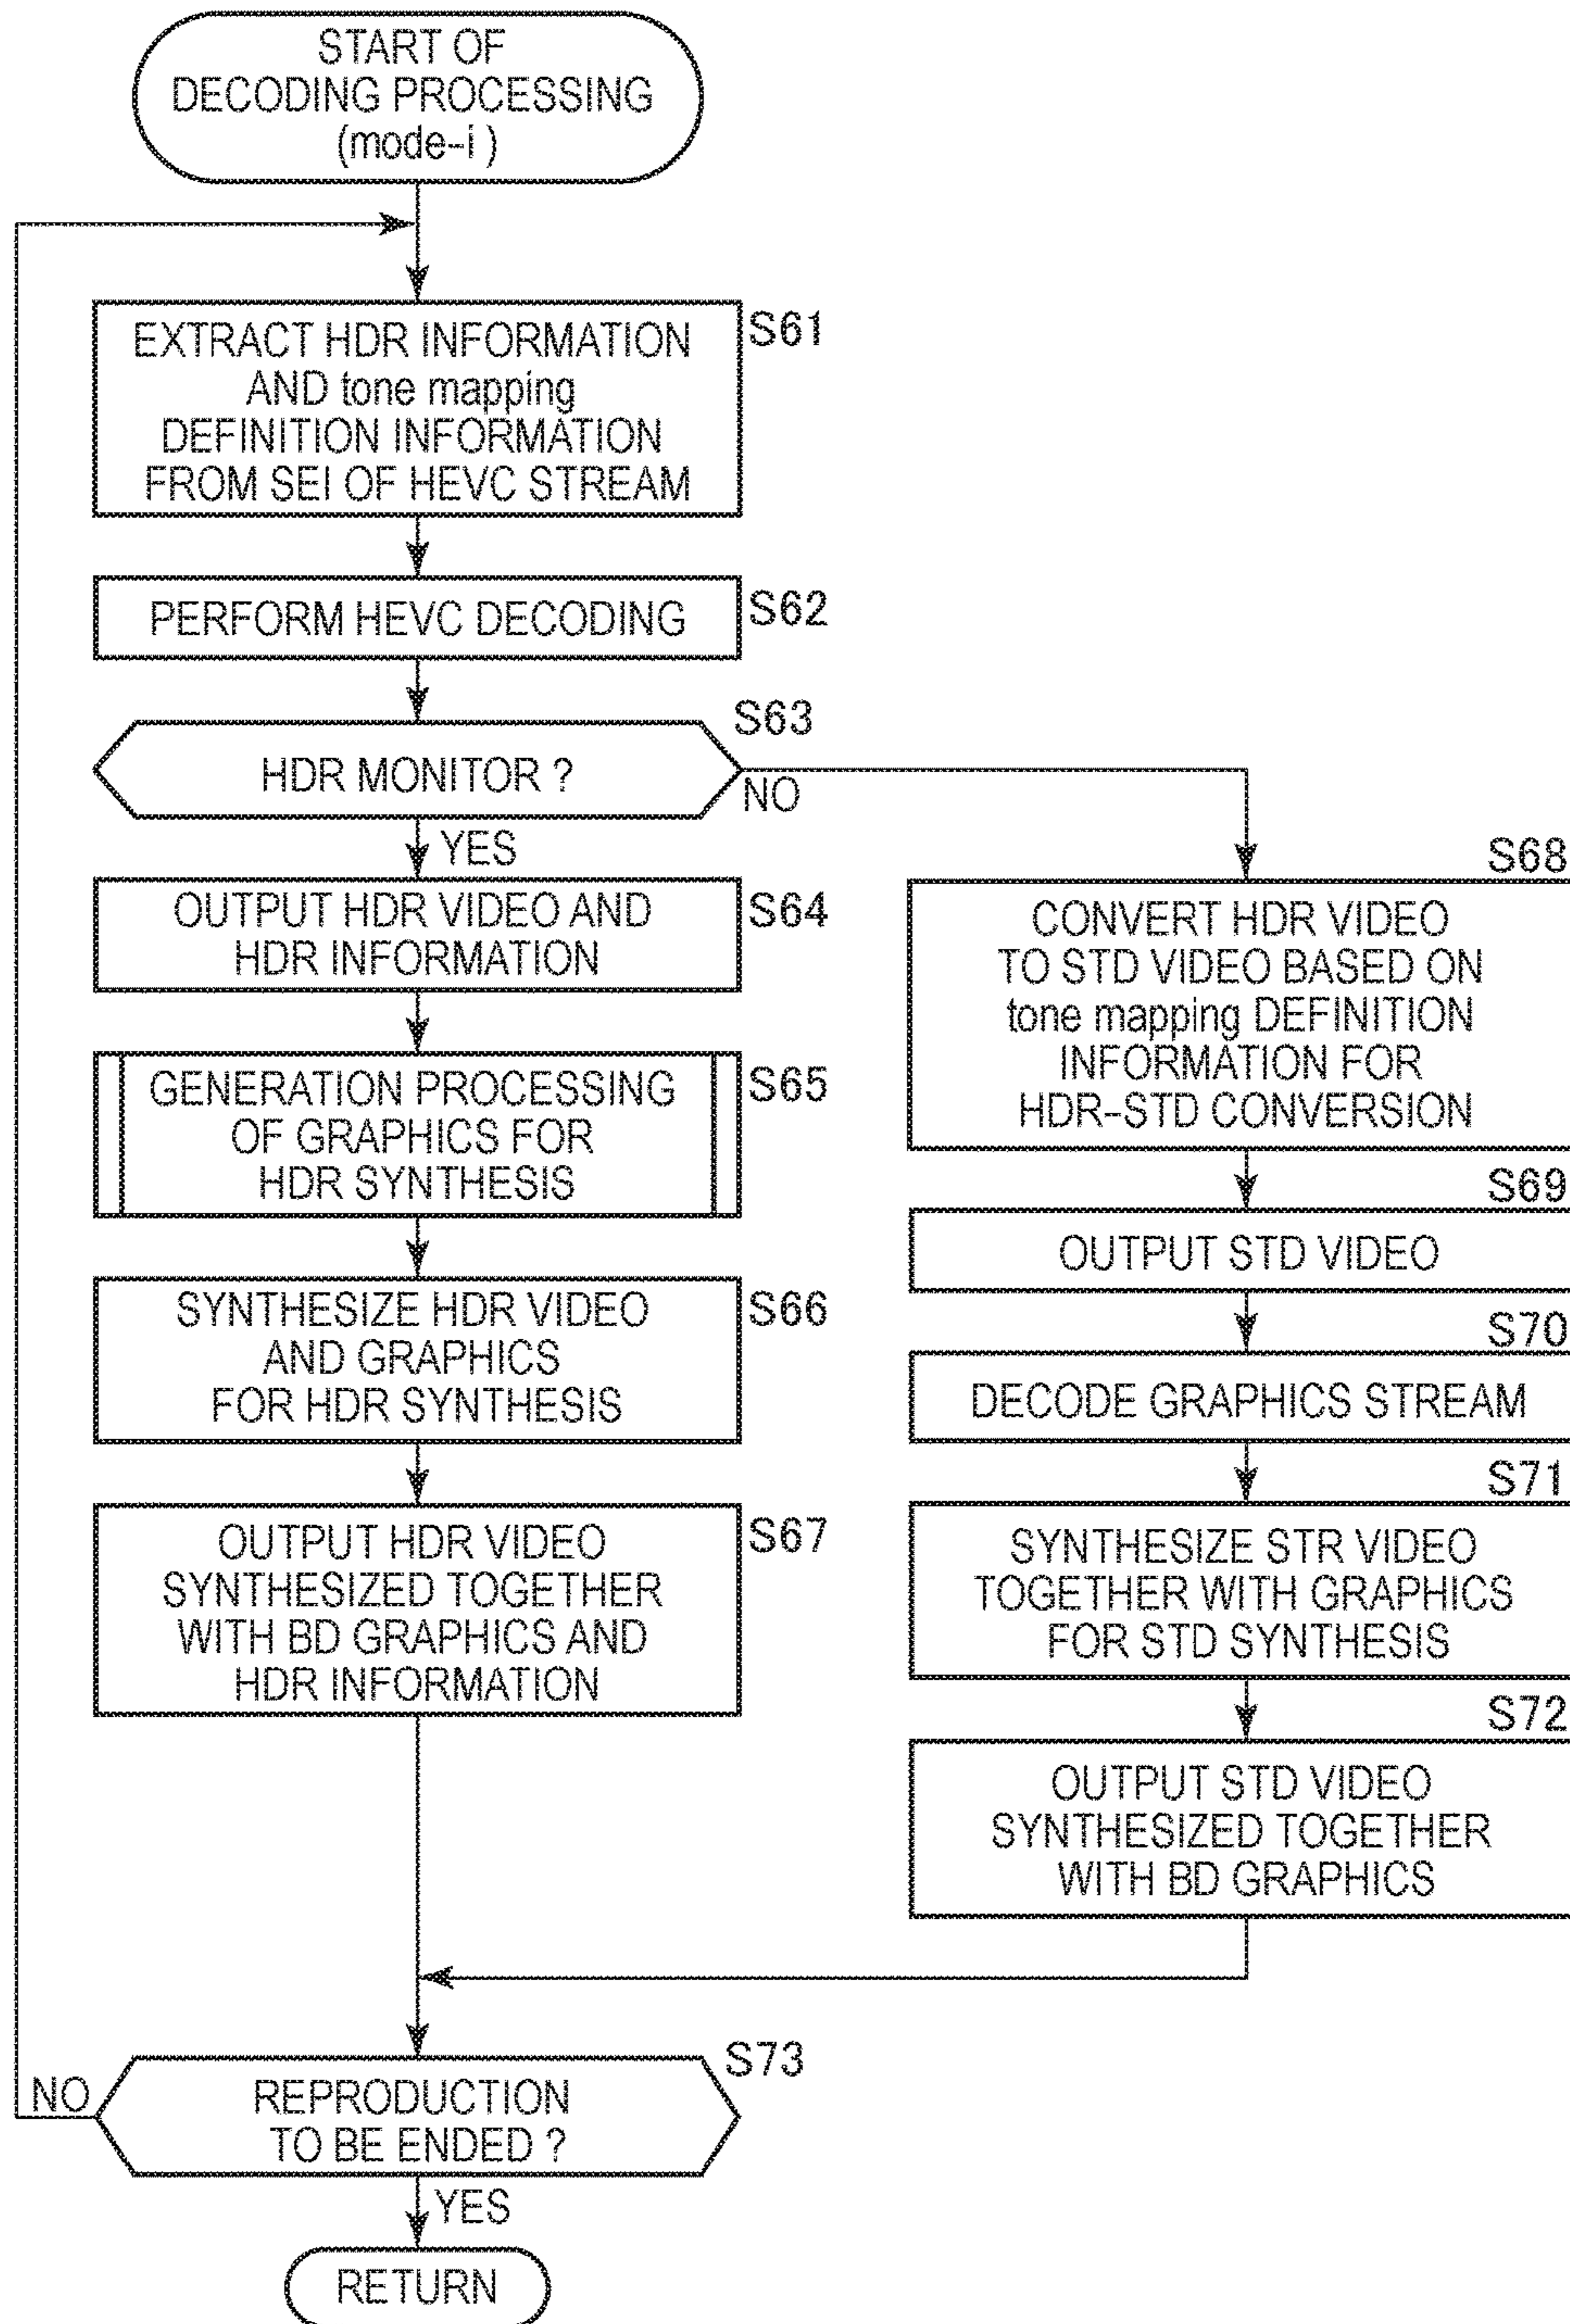 START OF
DECODING PROCESSING
(mode-i )
EXTRACT HDR INFORMATION
AND tone mapping
DEFINITION INFORMATION
FROM SEI OF HEVC STREAM
S61
PERFORM HEVC DECODING
S62
HDR MONITOR ?
S63
NO
YES
OUTPUT HDR VIDEO AND
HDR INFORMATION
S64
GENERATION PROCESSING
OF GRAPHICS FOR
HDR SYNTHESIS
S65
SYNTHESIZE HDR VIDEO
AND GRAPHICS
FOR HDR SYNTHESIS
S66
OUTPUT HDR VIDEO
SYNTHESIZED TOGETHER
WITH BD GRAPHICS AND
HDR INFORMATION
S67
S68
CONVERT HDR VIDEO
TO STD VIDEO BASED ON
tone mapping DEFINITION
INFORMATION FOR
HDR-STD CONVERSION
S69
OUTPUT STD VIDEO
S70
DECODE GRAPHICS STREAM
S71
SYNTHESIZE STR VIDEO
TOGETHER WITH GRAPHICS
FOR STD SYNTHESIS
S72
OUTPUT STD VIDEO
SYNTHESIZED TOGETHER
WITH BD GRAPHICS
S73
NO
REPRODUCTION
TO BE ENDED ?
YES
RETURN